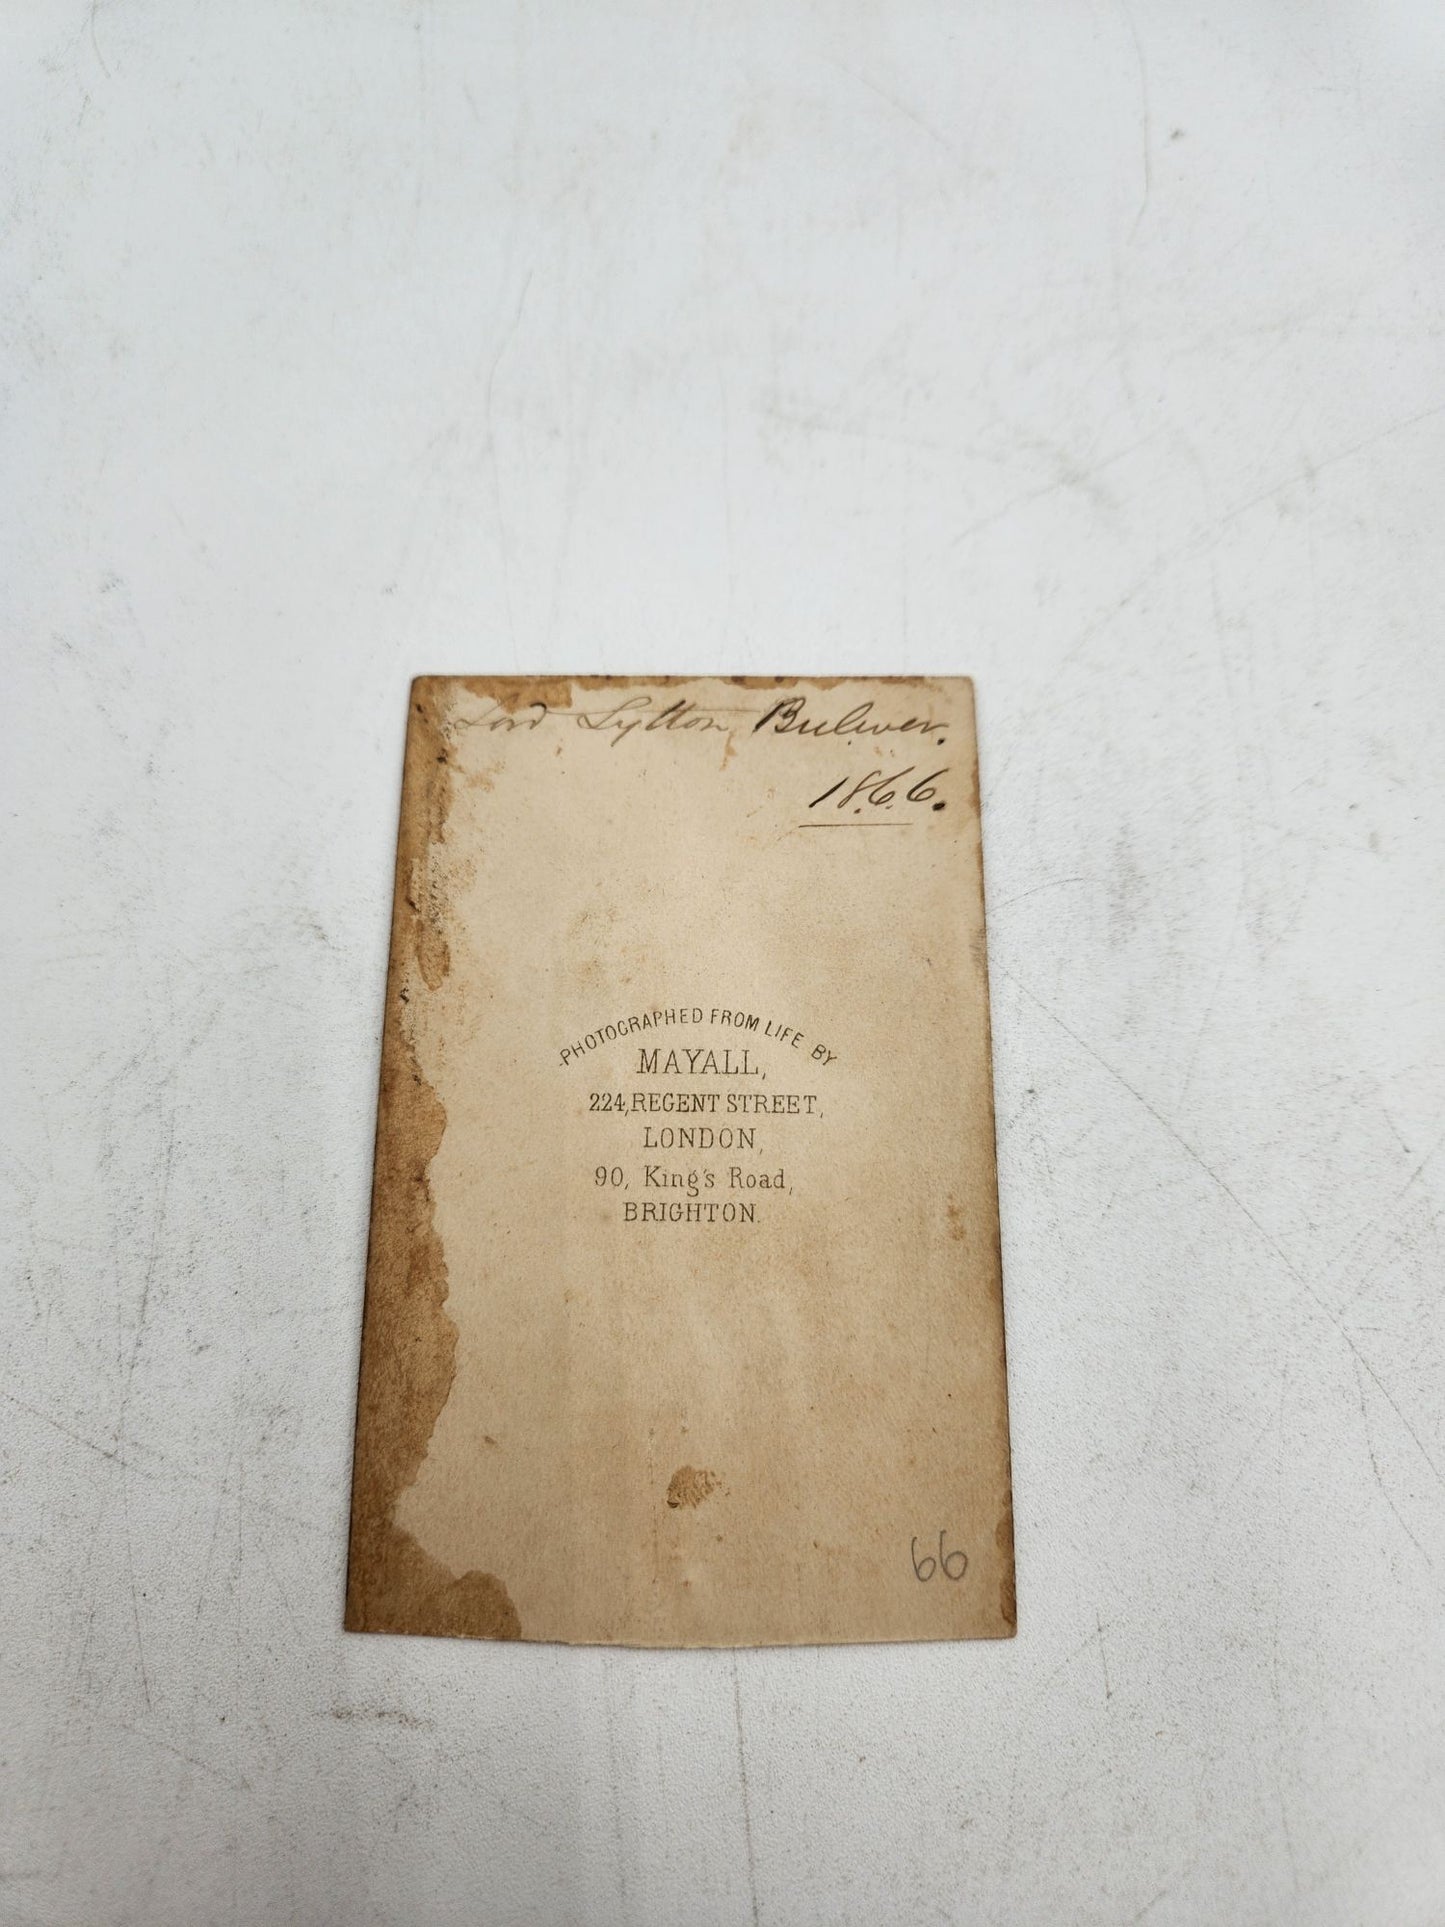 Lord Lytton Bulwer.
1866.
PHOTOGRAPHED FROM LIFE BY
MAYALL,
224, REGENT STREET,
LONDON,
90, King's Road,
BRIGHTON.
66